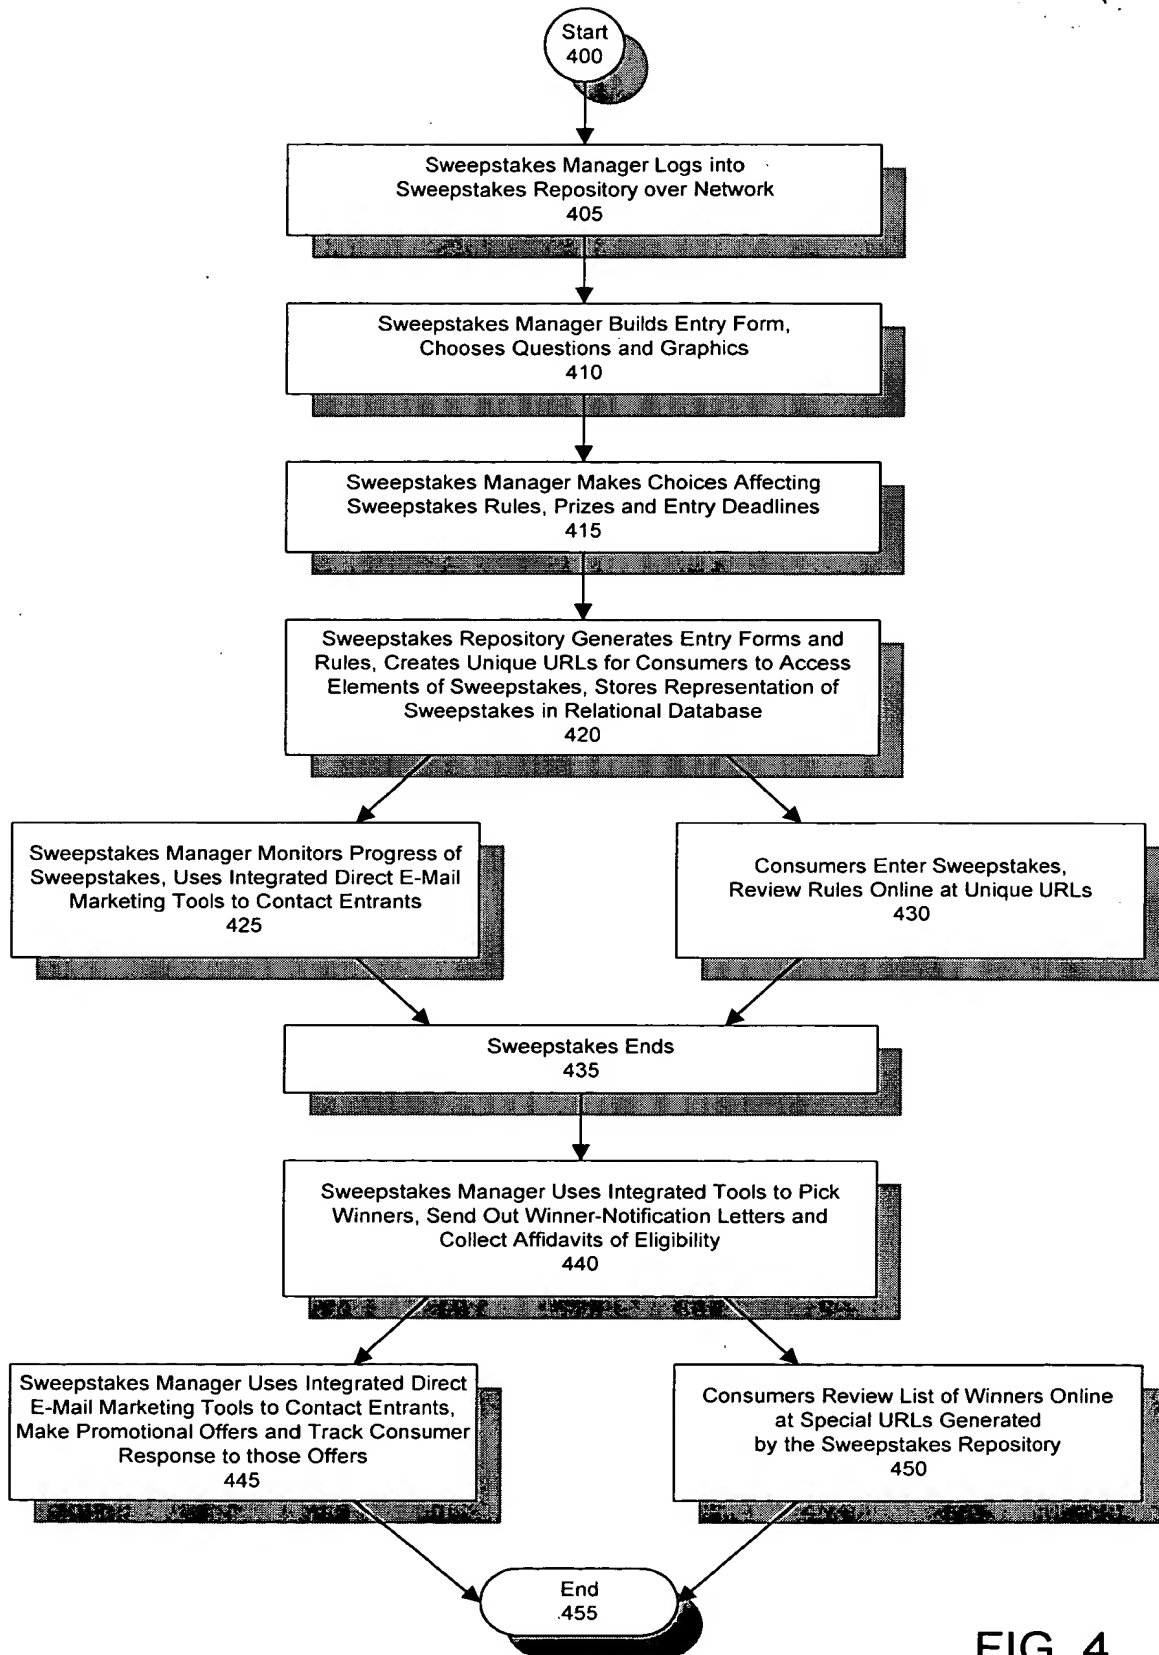 Start
400
Sweepstakes Manager Logs into
Sweepstakes Repository over Network
405
Sweepstakes Manager Builds Entry Form,
Chooses Questions and Graphics
410
Sweepstakes Manager Makes Choices Affecting
Sweepstakes Rules, Prizes and Entry Deadlines
415
Sweepstakes Repository Generates Entry Forms and
Rules, Creates Unique URLs for Consumers to Access
Elements of Sweepstakes, Stores Representation of
Sweepstakes in Relational Database
420
Sweepstakes Manager Monitors Progress of
Sweepstakes, Uses Integrated Direct E-Mail
Marketing Tools to Contact Entrants
425
Consumers Enter Sweepstakes,
Review Rules Online at Unique URLs
430
Sweepstakes Ends
435
Sweepstakes Manager Uses Integrated Tools to Pick
Winners, Send Out Winner-Notification Letters and
Collect Affidavits of Eligibility
440
Sweepstakes Manager Uses Integrated Direct
E-Mail Marketing Tools to Contact Entrants,
Make Promotional Offers and Track Consumer
Response to those Offers
445
Consumers Review List of Winners Online
at Special URLs Generated
by the Sweepstakes Repository
450
End
455
FIG. 4